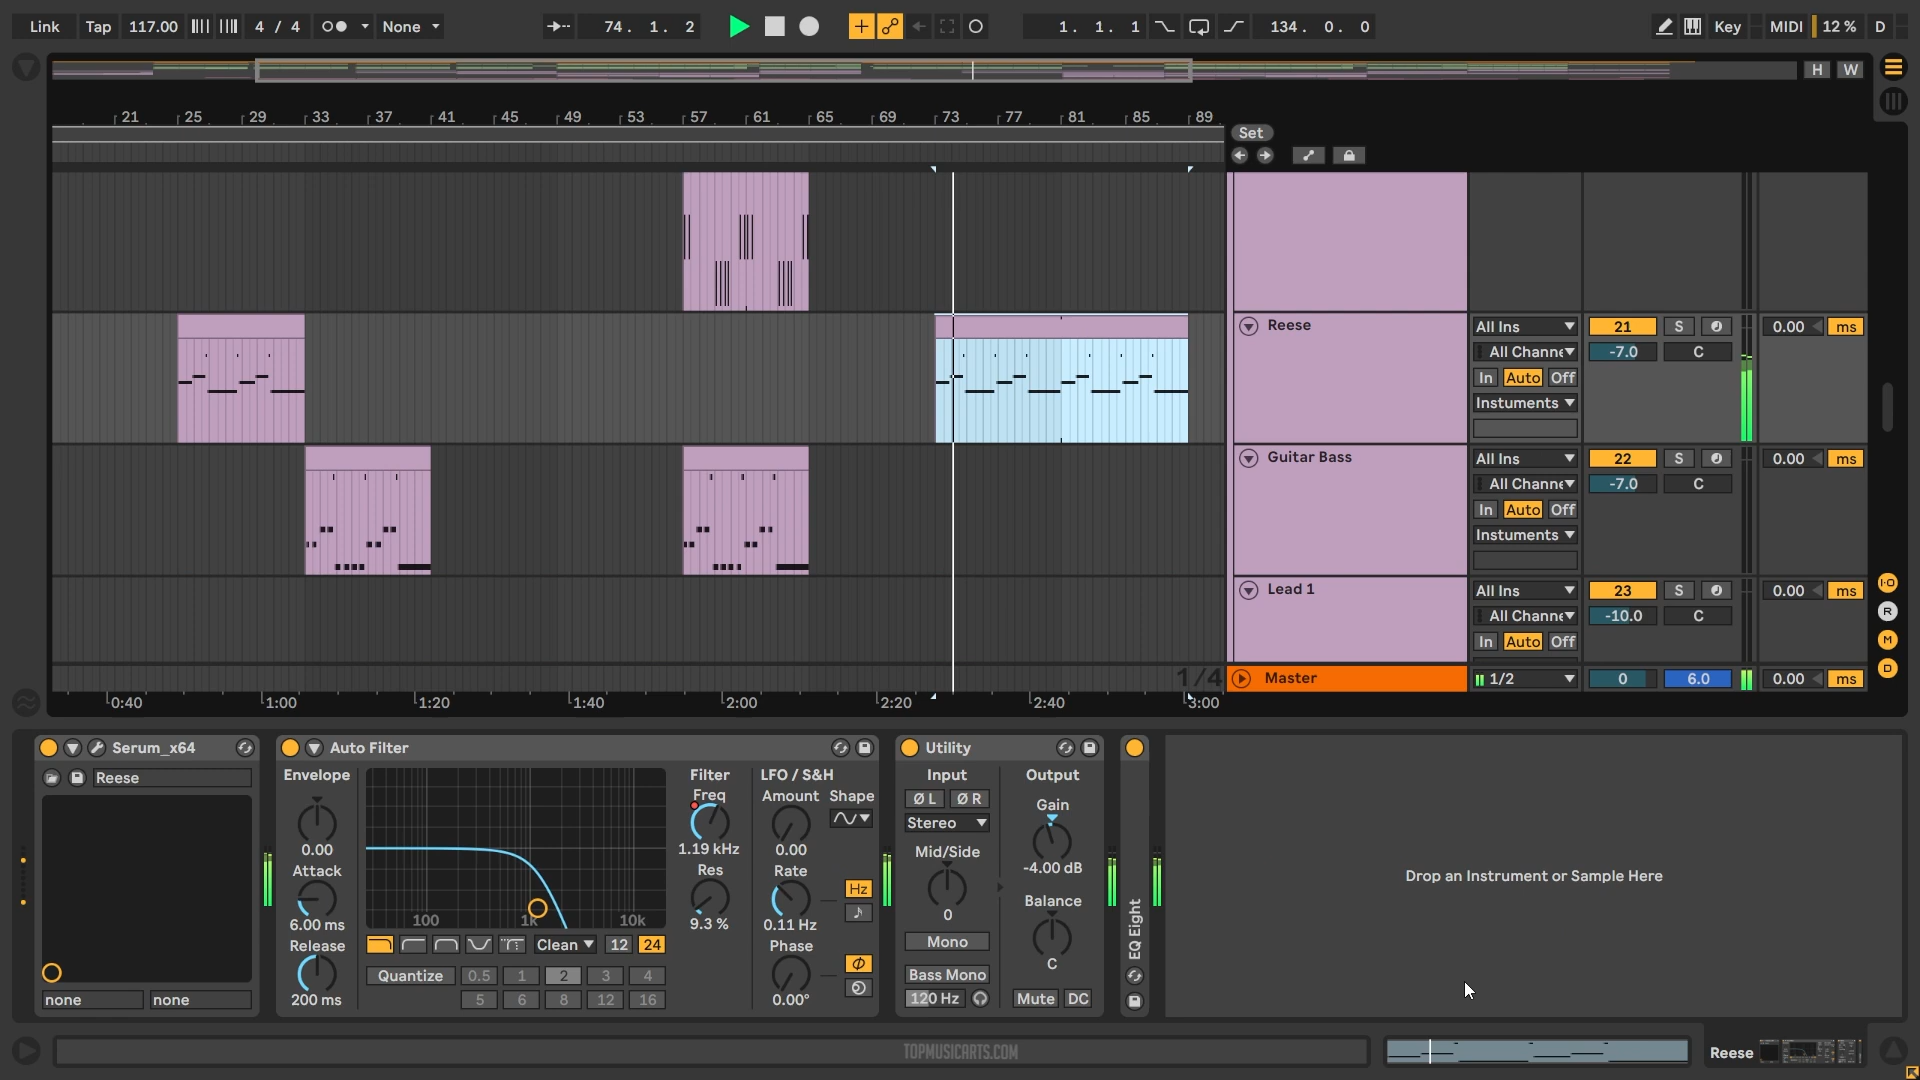 Link Tap 117.00 4 / 4 None 74. 1. 2 1. 1. 1 134. 0. 0 Key MIDI 12 % D
H W
21 25 29 33 37 41 45 49 53 57 61 65 69 73 77 81 85 89
Set
Reese All Ins 21 S 0.00 ms
All Channe -7.0 C
In Auto Off
Instuments
Guitar Bass All Ins 22 S 0.00 ms
All Channe -7.0 C
In Auto Off
Instuments
Lead 1 All Ins 23 S 0.00 ms
All Channe -10.0 C
In Auto Off
1/4 Master 1/2 0 6.0 0.00 ms
I·O
R
M
D
0:40 1:00 1:20 1:40 2:00 2:20 2:40 3:00
Serum_x64
Reese
none none
Auto Filter
Envelope
0.00
Attack
6.00 ms
Release
200 ms
100 1k 10k
Clean 12 24
Quantize 0.5 1 2 3 4
5 6 8 12 16
Filter
Freq
1.19 kHz
Res
9.3 %
LFO / S&H
Amount Shape
0.00
Rate
Hz
0.11 Hz
Phase
0.00°
Utility
Input
Ø L Ø R
Stereo
Mid/Side
0
Mono
Bass Mono
120 Hz
Output
Gain
-4.00 dB
Balance
C
Mute DC
EQ Eight
Drop an Instrument or Sample Here
TOPMUSICARTS.COM
Reese